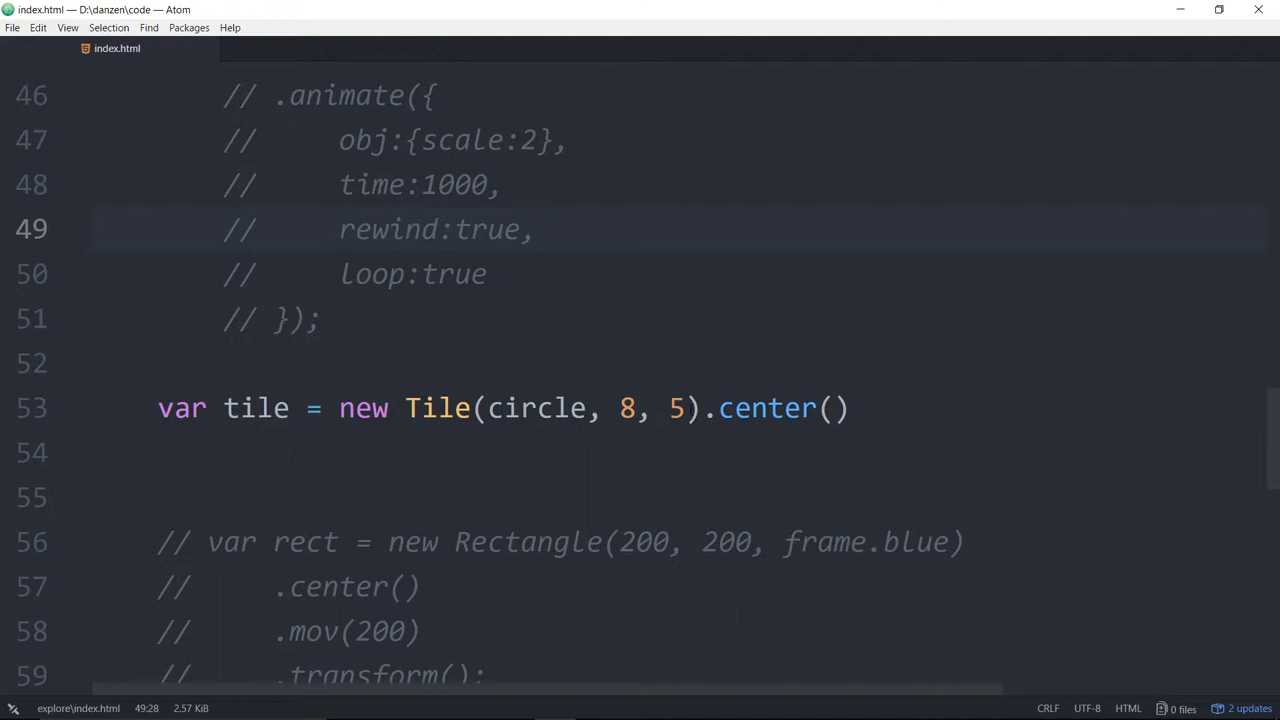 index.html — D:\danzen\code — Atom
File Edit View Selection Find Packages Help
index.html
46 // .animate({
47 // obj:{scale:2},
48 // time:1000,
49 // rewind:true,
50 // loop:true
51 // });
52
53 var tile = new Tile(circle, 8, 5).center()
54
55
56 // var rect = new Rectangle(200, 200, frame.blue)
57 // .center()
58 // .mov(200)
59 // .transform();
explore\index.html 49:28 2.57 KiB CRLF UTF-8 HTML 0 files 2 updates